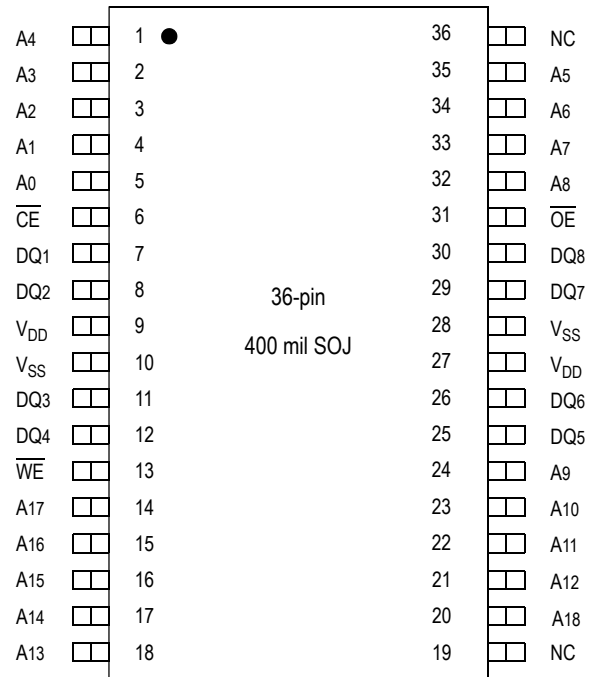 A4 1 36 NC
A3 2 35 A5
A2 3 34 A6
A1 4 33 A7
A0 5 32 A8
C̅E̅ 6 31 O̅E̅
DQ1 7 30 DQ8
DQ2 8 29 DQ7
36-pin
VDD 9 28 VSS
400 mil SOJ
VSS 10 27 VDD
DQ3 11 26 DQ6
DQ4 12 25 DQ5
W̅E̅ 13 24 A9
A17 14 23 A10
A16 15 22 A11
A15 16 21 A12
A14 17 20 A18
A13 18 19 NC